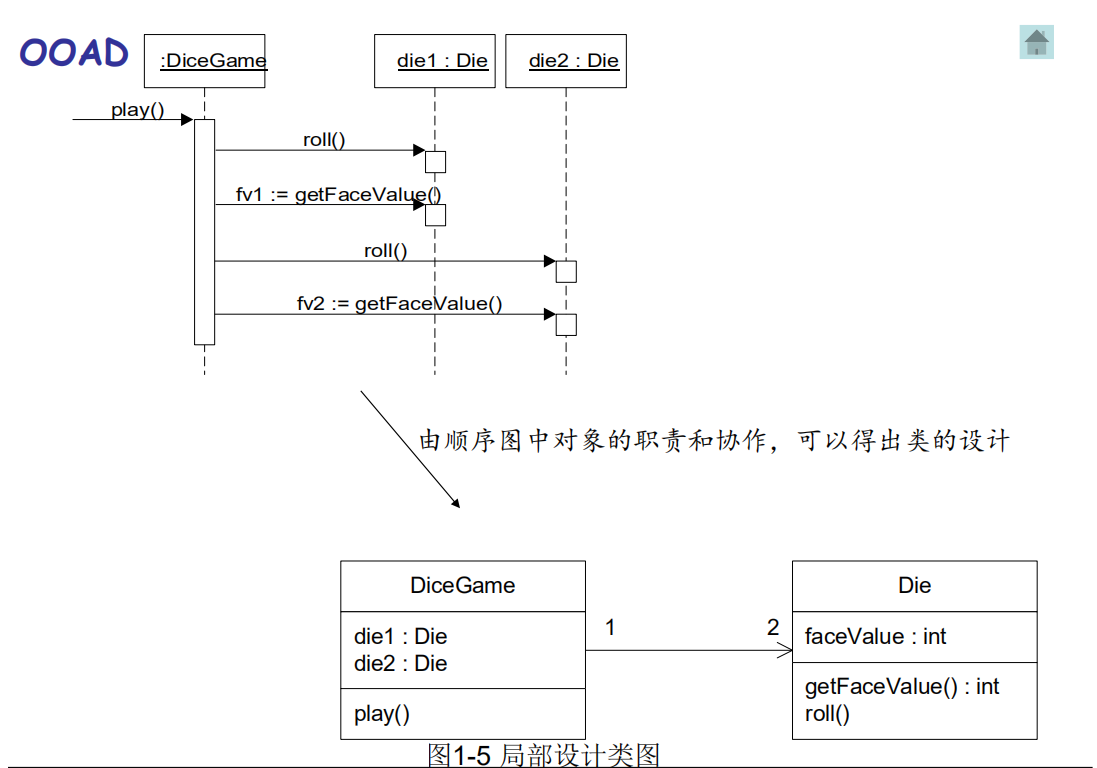 OOAD
:DiceGame
die1 : Die
die2 : Die
play()
roll()
fv1 := getFaceValue()
roll()
fv2 := getFaceValue()
由顺序图中对象的职责和协作，可以得出类的设计
DiceGame
die1 : Die
die2 : Die
play()
1
2
Die
faceValue : int
getFaceValue() : int
roll()
图1-5 局部设计类图